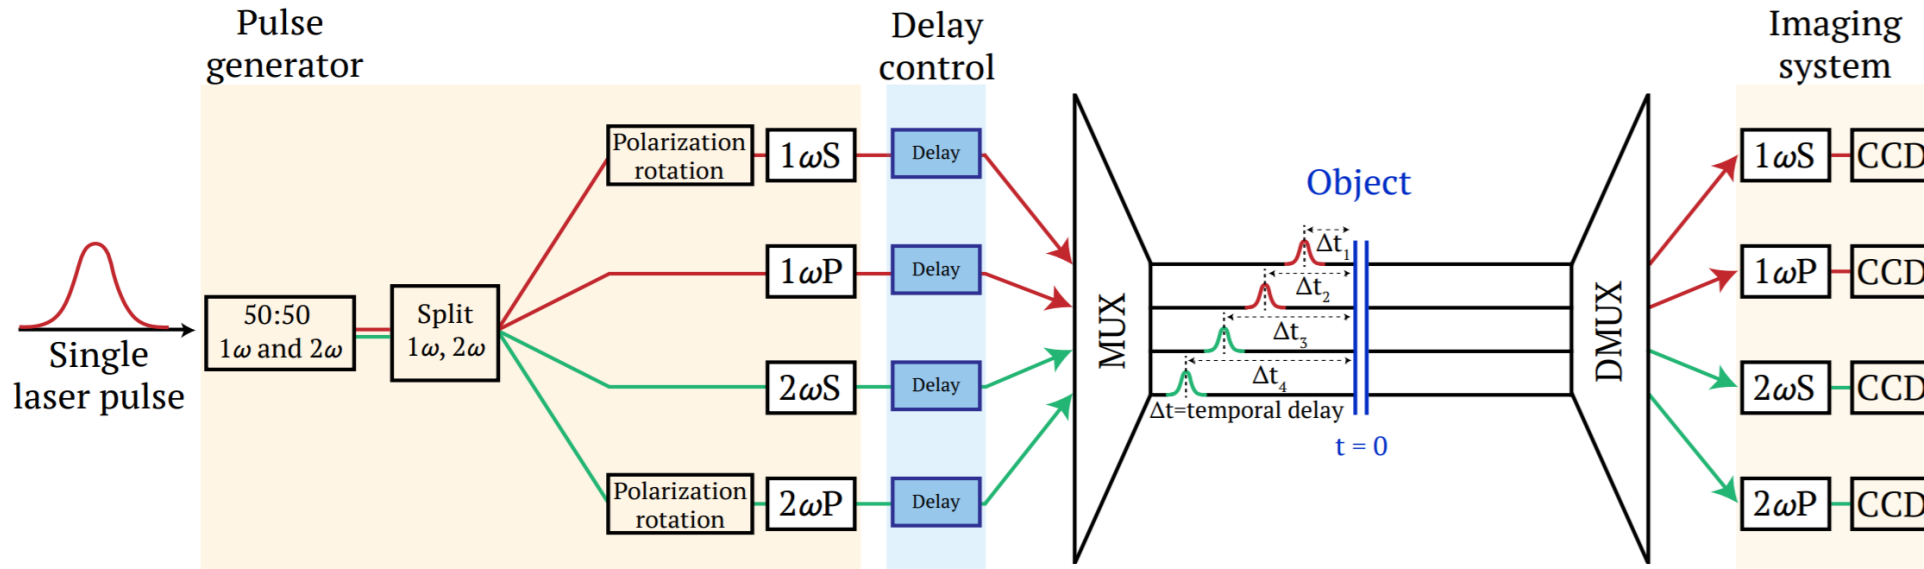 Pulse
generator
Delay
control
Imaging
system
Single
laser pulse
50:50
1ω and 2ω
Split
1ω, 2ω
Polarization
rotation
1ωS
Delay
1ωP
Delay
2ωS
Delay
Polarization
rotation
2ωP
Delay
MUX
Object
Δt₁
Δt₂
Δt₃
Δt₄
Δt=temporal delay
t = 0
DMUX
1ωS
CCD
1ωP
CCD
2ωS
CCD
2ωP
CCD